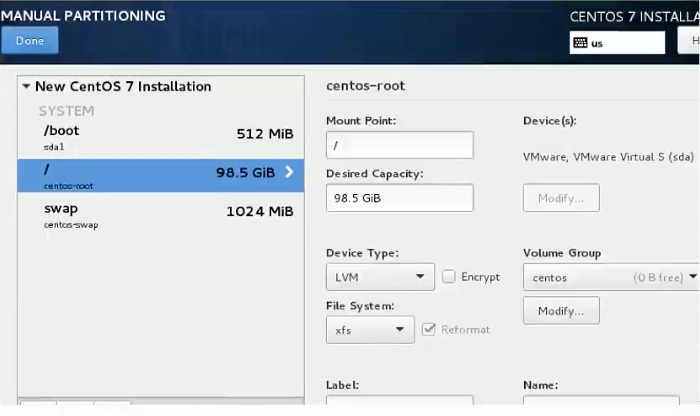 MANUAL PARTITIONING
CENTOS 7 INSTALLA
Done
us
H
New CentOS 7 Installation
SYSTEM
/boot
512 MiB
sda1
/
98.5 GiB
centos-root
swap
1024 MiB
centos-swap
centos-root
Mount Point:
Device(s):
/
VMware, VMware Virtual S (sda)
Desired Capacity:
98.5 GiB
Modify...
Device Type:
Volume Group
LVM
Encrypt
centos (0 B free)
File System:
Modify...
xfs
Reformat
Label:
Name: